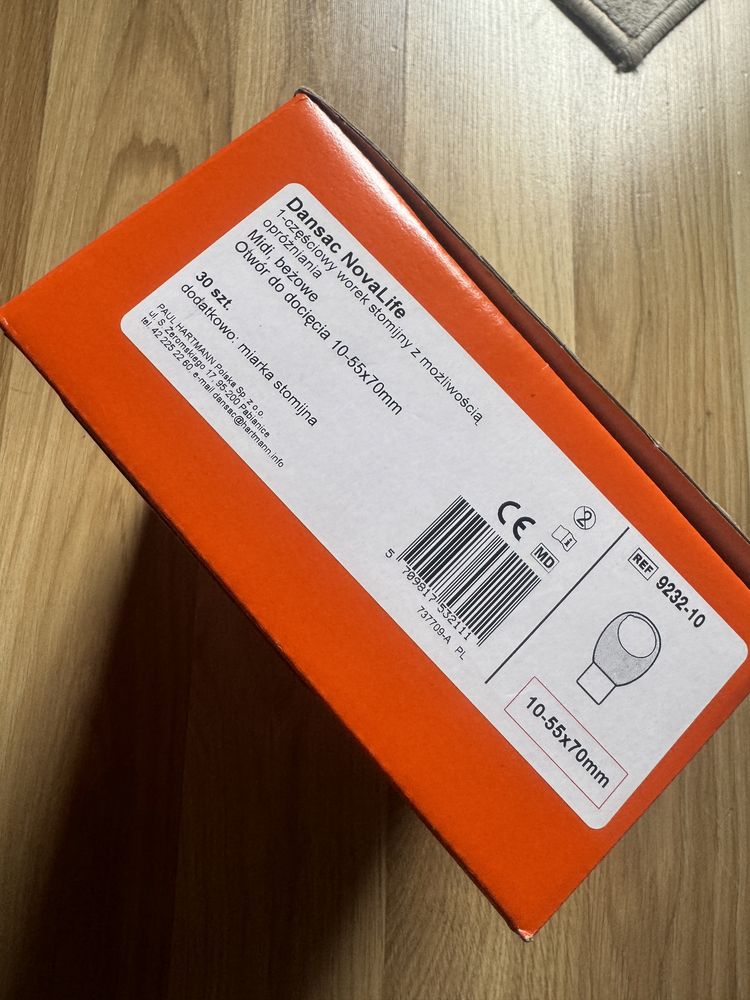 Dansac NovaLife
1-częściowy worek stomijny z możliwością
opróżniania
Midi, beżowe
Otwór do docięcia 10-55x70mm
30 szt.
dodatkowo: miarka stomijna
PAUL HARTMANN Polska Sp. z o.o.
ul. S. Żeromskiego 17, 95-200 Pabianice
tel. 42 225 22 60 e-mail dansac@hartmann.info
CE
MD
2
i
5 709817 532111
737709-A PL
REF 9232-10
10-55x70mm